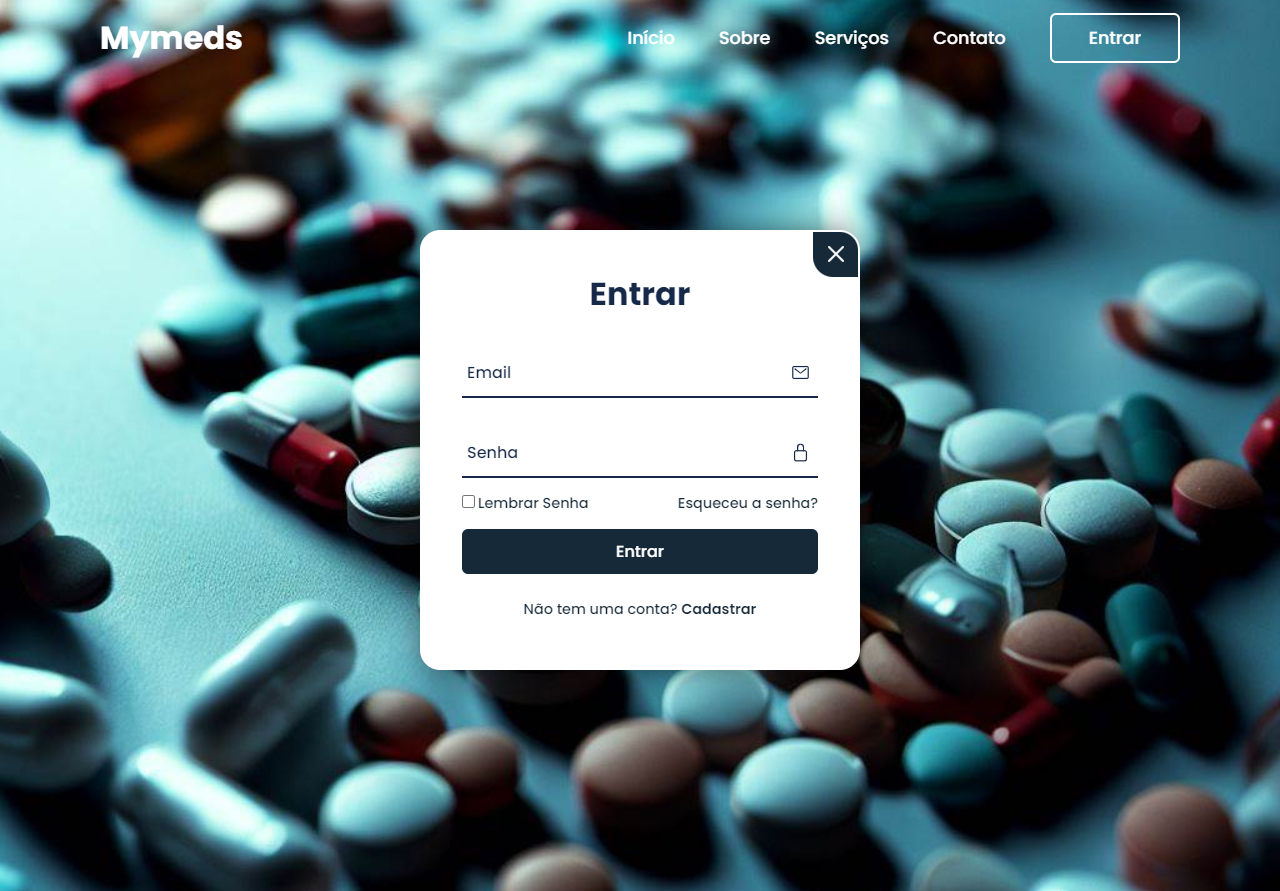 Mymeds
Início Sobre Serviços Contato Entrar
Entrar
Email
Senha
Lembrar Senha Esqueceu a senha?
Entrar
Não tem uma conta? Cadastrar